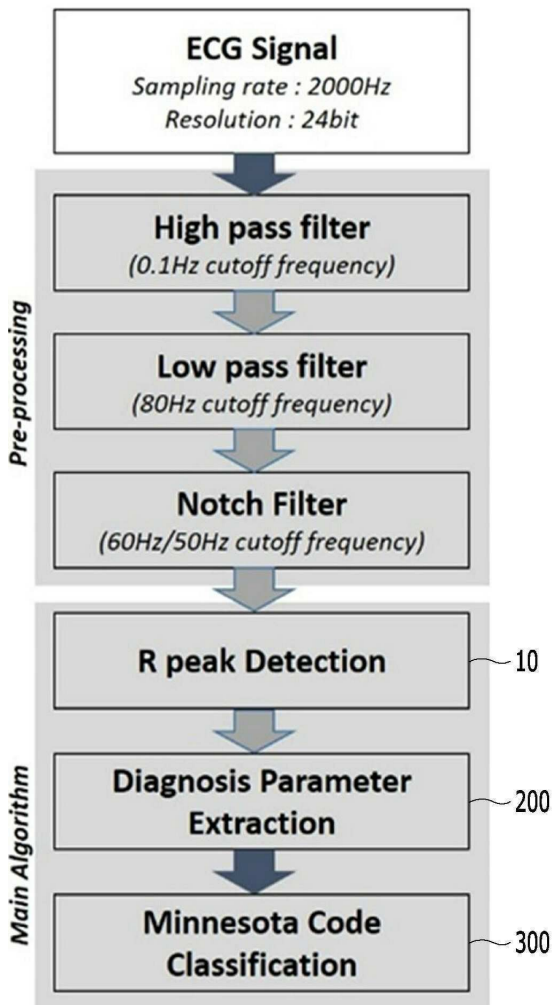 ECG Signal
Sampling rate : 2000Hz
Resolution : 24bit
Pre-processing
High pass filter
(0.1Hz cutoff frequency)
Low pass filter
(80Hz cutoff frequency)
Notch Filter
(60Hz/50Hz cutoff frequency)
Main Algorithm
R peak Detection
10
Diagnosis Parameter
Extraction
200
Minnesota Code
Classification
300